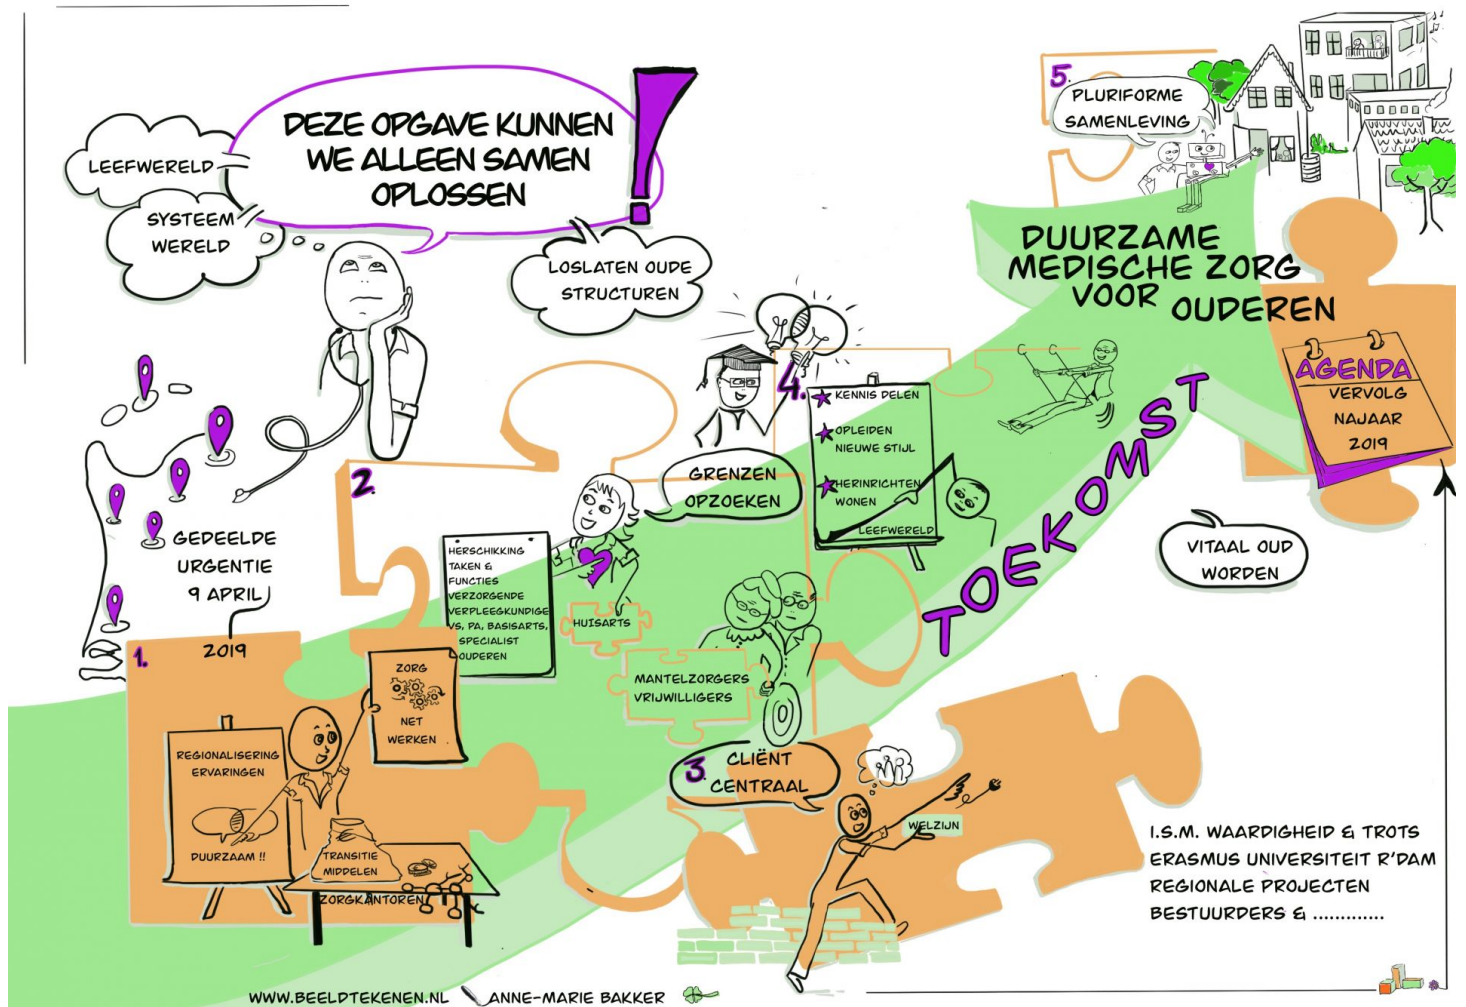 DEZE OPGAVE KUNNEN
WE ALLEEN SAMEN
OPLOSSEN
!
LEEFWERELD
SYSTEEM
WERELD
LOSLATEN OUDE
STRUCTUREN
5.
PLURIFORME
SAMENLEVING
DUURZAME
MEDISCHE ZORG
VOOR OUDEREN
AGENDA
VERVOLG
NAJAAR
2019
TOEKOMST
VITAAL OUD
WORDEN
4.
KENNIS DELEN
OPLEIDEN
NIEUWE STIJL
HERINRICHTEN
WONEN
LEEFWERELD
GRENZEN
OPZOEKEN
2.
HERSCHIKKING
TAKEN &
FUNCTIES
VERZORGENDE
VERPLEEGKUNDIGE
VS, PA, BASISARTS,
SPECIALIST
OUDEREN
HUISARTS
MANTELZORGERS
VRIJWILLIGERS
GEDEELDE
URGENTIE
9 APRIL
2019
1.
ZORG
NET
WERKEN
REGIONALISERING
ERVARINGEN
DUURZAAM !!
TRANSITIE
MIDDELEN
ZORGKANTOREN
3.
CLIËNT
CENTRAAL
WELZIJN
I.S.M. WAARDIGHEID & TROTS
ERASMUS UNIVERSITEIT R'DAM
REGIONALE PROJECTEN
BESTUURDERS & .............
WWW.BEELDTEKENEN.NL ANNE-MARIE BAKKER